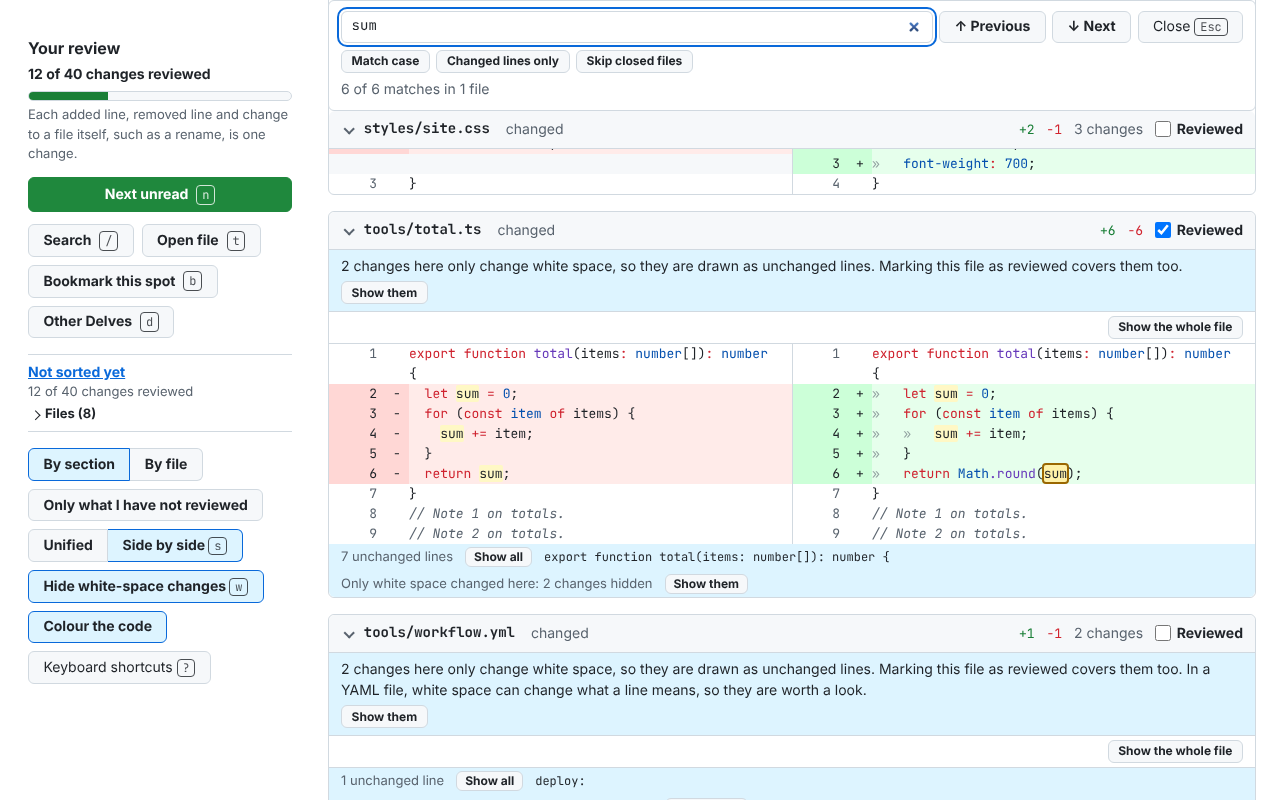 Your review
12 of 40 changes reviewed
Each added line, removed line and change
to a file itself, such as a rename, is one
change.
Next unread n
Search /
Open file t
Bookmark this spot b
Other Delves d
Not sorted yet
12 of 40 changes reviewed
Files (8)
By section
By file
Only what I have not reviewed
Unified
Side by side s
Hide white-space changes w
Colour the code
Keyboard shortcuts ?
sum
↑ Previous
↓ Next
Close Esc
Match case
Changed lines only
Skip closed files
6 of 6 matches in 1 file
styles/site.css changed
+2 -1 3 changes Reviewed
3 + » font-weight: 700;
3 }
4 }
tools/total.ts changed
+6 -6 Reviewed
2 changes here only change white space, so they are drawn as unchanged lines. Marking this file as reviewed covers them too.
Show them
Show the whole file
1 export function total(items: number[]): number
{
2 - let sum = 0;
3 - for (const item of items) {
4 - sum += item;
5 - }
6 - return sum;
7 }
8 // Note 1 on totals.
9 // Note 2 on totals.
1 export function total(items: number[]): number
{
2 + » let sum = 0;
3 + » for (const item of items) {
4 + » » sum += item;
5 + » }
6 + » return Math.round(sum);
7 }
8 // Note 1 on totals.
9 // Note 2 on totals.
7 unchanged lines Show all export function total(items: number[]): number {
Only white space changed here: 2 changes hidden Show them
tools/workflow.yml changed
+1 -1 2 changes Reviewed
2 changes here only change white space, so they are drawn as unchanged lines. Marking this file as reviewed covers them too. In a
YAML file, white space can change what a line means, so they are worth a look.
Show them
Show the whole file
1 unchanged line Show all deploy: